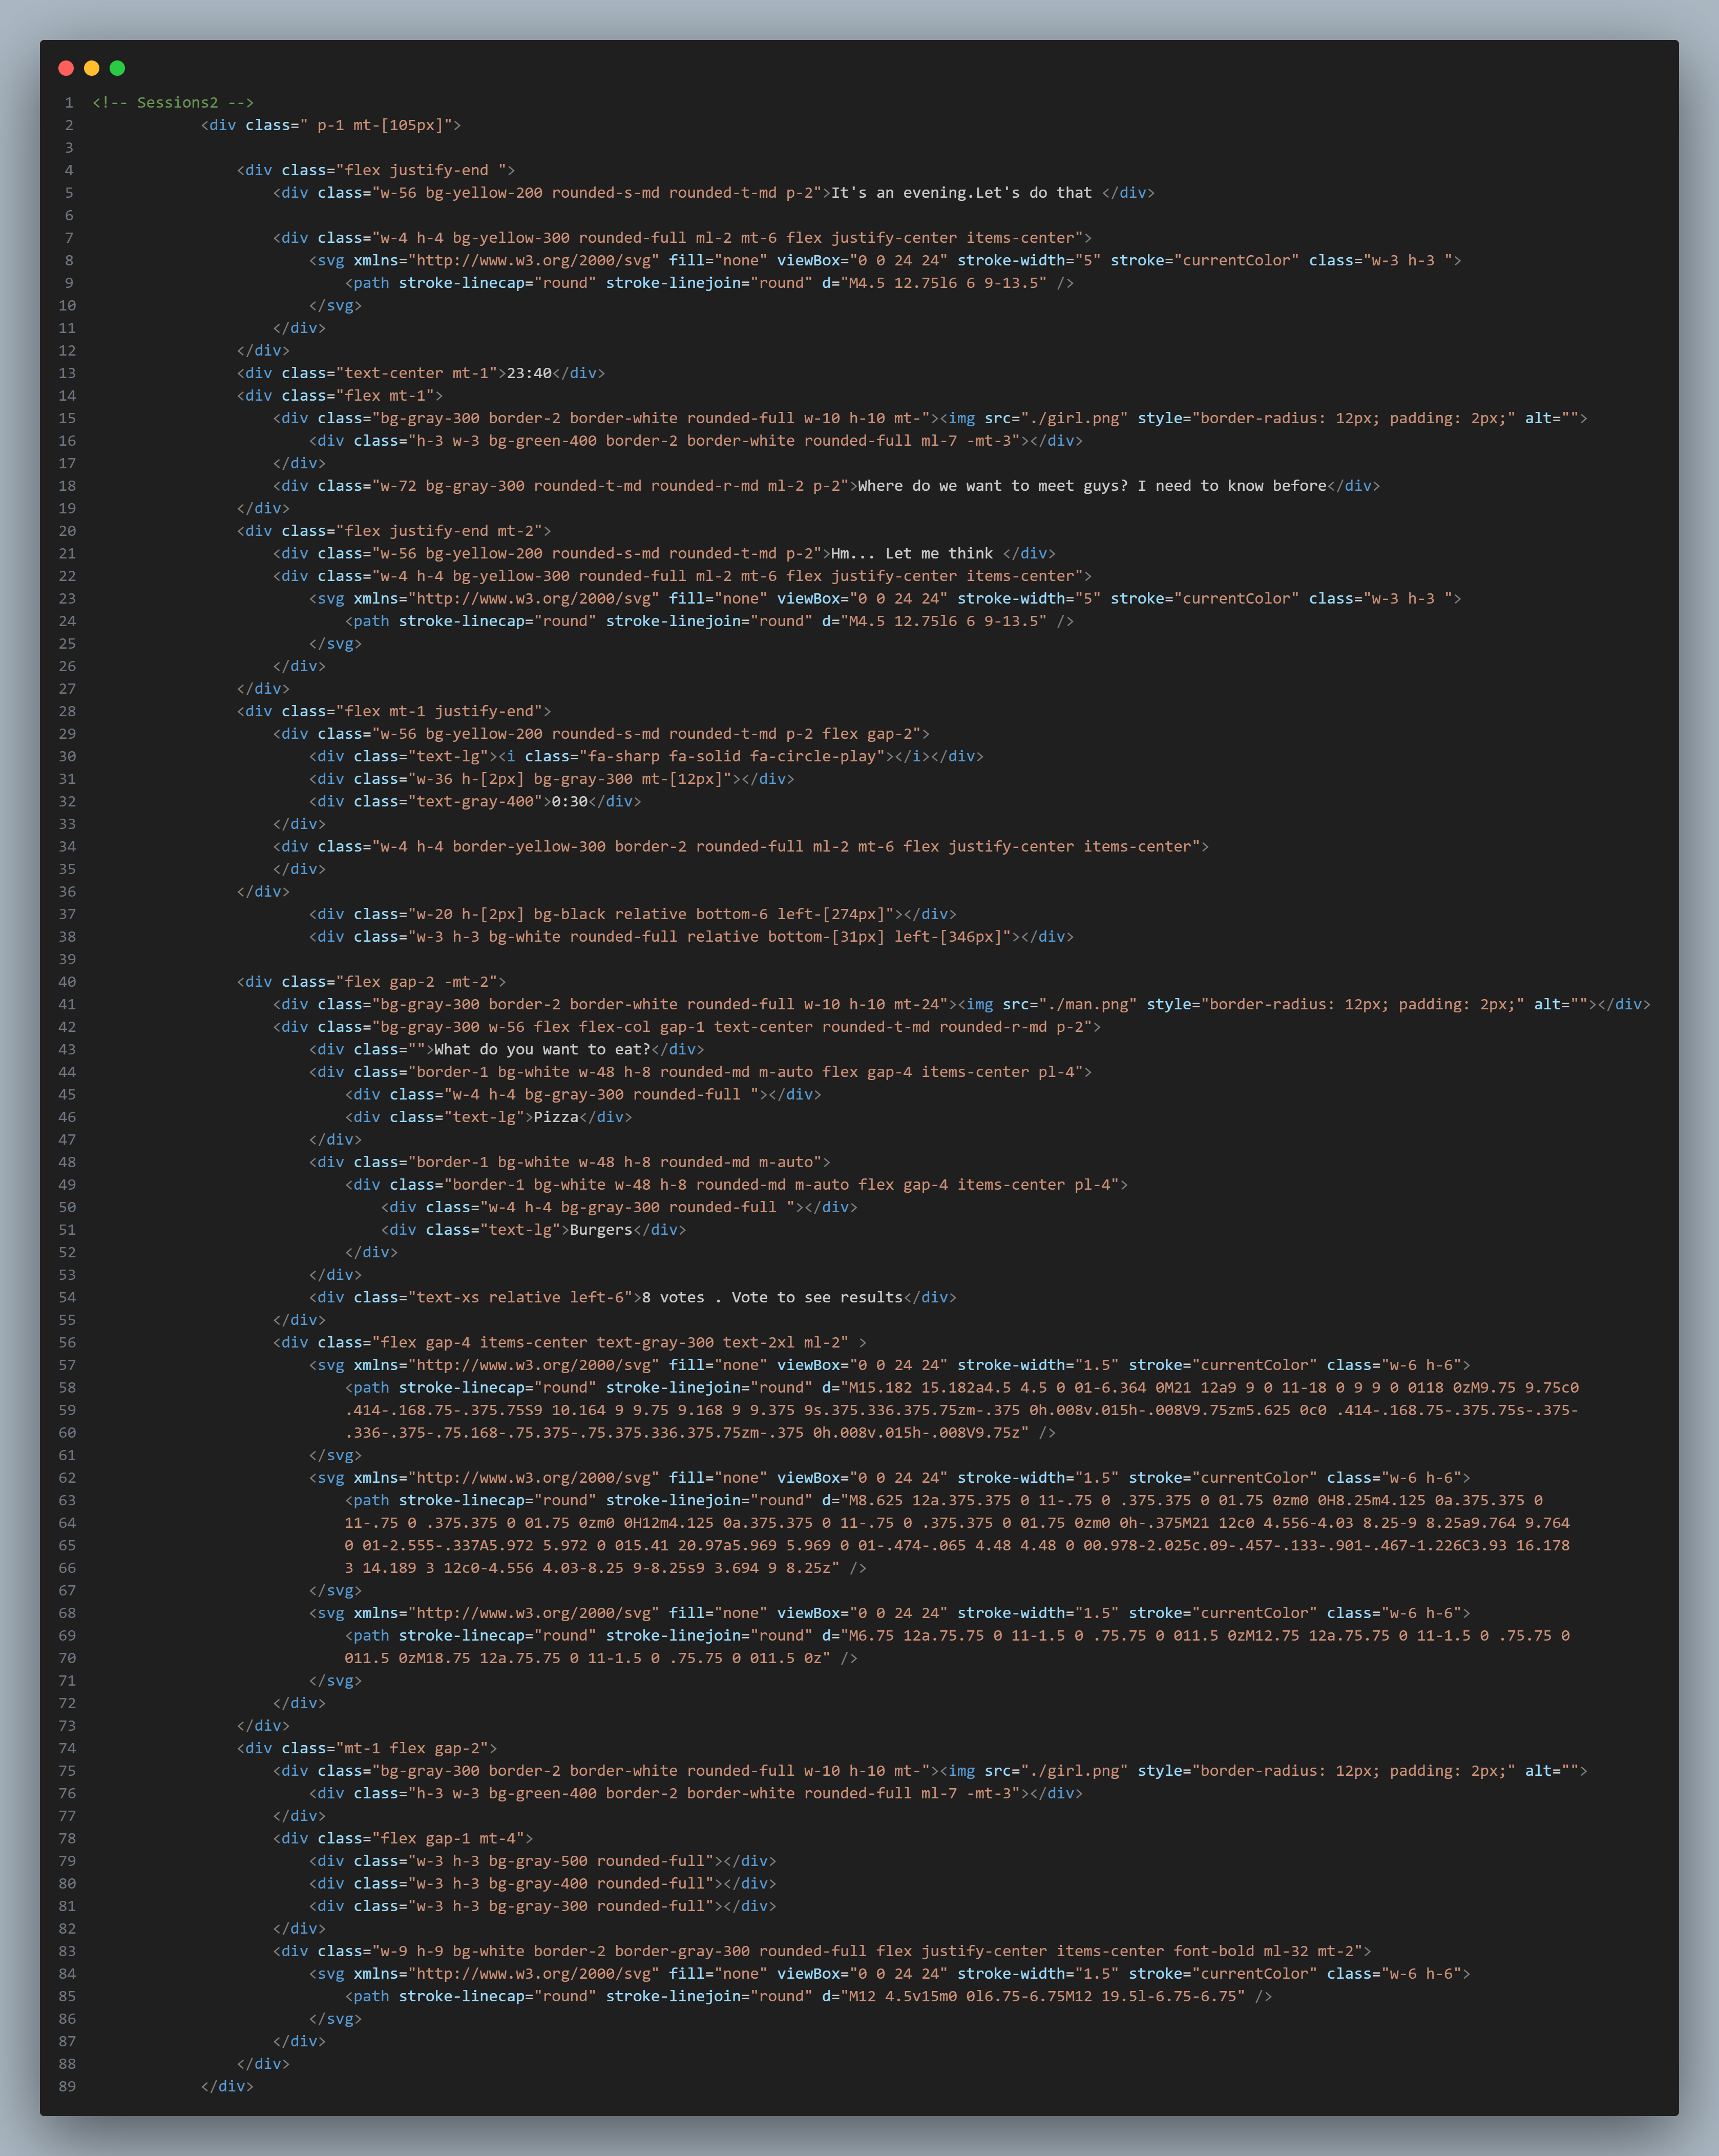 1 <!-- Sessions2 -->
2 <div class=" p-1 mt-[105px]">
3
4 <div class="flex justify-end ">
5 <div class="w-56 bg-yellow-200 rounded-s-md rounded-t-md p-2">It's an evening.Let's do that </div>
6
7 <div class="w-4 h-4 bg-yellow-300 rounded-full ml-2 mt-6 flex justify-center items-center">
8 <svg xmlns="http://www.w3.org/2000/svg" fill="none" viewBox="0 0 24 24" stroke-width="5" stroke="currentColor" class="w-3 h-3 ">
9 <path stroke-linecap="round" stroke-linejoin="round" d="M4.5 12.75l6 6 9-13.5" />
10 </svg>
11 </div>
12 </div>
13 <div class="text-center mt-1">23:40</div>
14 <div class="flex mt-1">
15 <div class="bg-gray-300 border-2 border-white rounded-full w-10 h-10 mt-"><img src="./girl.png" style="border-radius: 12px; padding: 2px;" alt="">
16 <div class="h-3 w-3 bg-green-400 border-2 border-white rounded-full ml-7 -mt-3"></div>
17 </div>
18 <div class="w-72 bg-gray-300 rounded-t-md rounded-r-md ml-2 p-2">Where do we want to meet guys? I need to know before</div>
19 </div>
20 <div class="flex justify-end mt-2">
21 <div class="w-56 bg-yellow-200 rounded-s-md rounded-t-md p-2">Hm... Let me think </div>
22 <div class="w-4 h-4 bg-yellow-300 rounded-full ml-2 mt-6 flex justify-center items-center">
23 <svg xmlns="http://www.w3.org/2000/svg" fill="none" viewBox="0 0 24 24" stroke-width="5" stroke="currentColor" class="w-3 h-3 ">
24 <path stroke-linecap="round" stroke-linejoin="round" d="M4.5 12.75l6 6 9-13.5" />
25 </svg>
26 </div>
27 </div>
28 <div class="flex mt-1 justify-end">
29 <div class="w-56 bg-yellow-200 rounded-s-md rounded-t-md p-2 flex gap-2">
30 <div class="text-lg"><i class="fa-sharp fa-solid fa-circle-play"></i></div>
31 <div class="w-36 h-[2px] bg-gray-300 mt-[12px]"></div>
32 <div class="text-gray-400">0:30</div>
33 </div>
34 <div class="w-4 h-4 border-yellow-300 border-2 rounded-full ml-2 mt-6 flex justify-center items-center">
35 </div>
36 </div>
37 <div class="w-20 h-[2px] bg-black relative bottom-6 left-[274px]"></div>
38 <div class="w-3 h-3 bg-white rounded-full relative bottom-[31px] left-[346px]"></div>
39
40 <div class="flex gap-2 -mt-2">
41 <div class="bg-gray-300 border-2 border-white rounded-full w-10 h-10 mt-24"><img src="./man.png" style="border-radius: 12px; padding: 2px;" alt=""></div>
42 <div class="bg-gray-300 w-56 flex flex-col gap-1 text-center rounded-t-md rounded-r-md p-2">
43 <div class="">What do you want to eat?</div>
44 <div class="border-1 bg-white w-48 h-8 rounded-md m-auto flex gap-4 items-center pl-4">
45 <div class="w-4 h-4 bg-gray-300 rounded-full "></div>
46 <div class="text-lg">Pizza</div>
47 </div>
48 <div class="border-1 bg-white w-48 h-8 rounded-md m-auto">
49 <div class="border-1 bg-white w-48 h-8 rounded-md m-auto flex gap-4 items-center pl-4">
50 <div class="w-4 h-4 bg-gray-300 rounded-full "></div>
51 <div class="text-lg">Burgers</div>
52 </div>
53 </div>
54 <div class="text-xs relative left-6">8 votes . Vote to see results</div>
55 </div>
56 <div class="flex gap-4 items-center text-gray-300 text-2xl ml-2" >
57 <svg xmlns="http://www.w3.org/2000/svg" fill="none" viewBox="0 0 24 24" stroke-width="1.5" stroke="currentColor" class="w-6 h-6">
58 <path stroke-linecap="round" stroke-linejoin="round" d="M15.182 15.182a4.5 4.5 0 01-6.364 0M21 12a9 9 0 11-18 0 9 9 0 0118 0zM9.75 9.75c0
59 .414-.168.75-.375.75S9 10.164 9 9.75 9.168 9 9.375 9s.375.336.375.75zm-.375 0h.008v.015h-.008V9.75zm5.625 0c0 .414-.168.75-.375.75s-.375-
60 .336-.375-.75.168-.75.375-.75.375.336.375.75zm-.375 0h.008v.015h-.008V9.75z" />
61 </svg>
62 <svg xmlns="http://www.w3.org/2000/svg" fill="none" viewBox="0 0 24 24" stroke-width="1.5" stroke="currentColor" class="w-6 h-6">
63 <path stroke-linecap="round" stroke-linejoin="round" d="M8.625 12a.375.375 0 11-.75 0 .375.375 0 01.75 0zm0 0H8.25m4.125 0a.375.375 0
64 11-.75 0 .375.375 0 01.75 0zm0 0H12m4.125 0a.375.375 0 11-.75 0 .375.375 0 01.75 0zm0 0h-.375M21 12c0 4.556-4.03 8.25-9 8.25a9.764 9.764
65 0 01-2.555-.337A5.972 5.972 0 015.41 20.97a5.969 5.969 0 01-.474-.065 4.48 4.48 0 00.978-2.025c.09-.457-.133-.901-.467-1.226C3.93 16.178
66 3 14.189 3 12c0-4.556 4.03-8.25 9-8.25s9 3.694 9 8.25z" />
67 </svg>
68 <svg xmlns="http://www.w3.org/2000/svg" fill="none" viewBox="0 0 24 24" stroke-width="1.5" stroke="currentColor" class="w-6 h-6">
69 <path stroke-linecap="round" stroke-linejoin="round" d="M6.75 12a.75.75 0 11-1.5 0 .75.75 0 011.5 0zM12.75 12a.75.75 0 11-1.5 0 .75.75 0
70 011.5 0zM18.75 12a.75.75 0 11-1.5 0 .75.75 0 011.5 0z" />
71 </svg>
72 </div>
73 </div>
74 <div class="mt-1 flex gap-2">
75 <div class="bg-gray-300 border-2 border-white rounded-full w-10 h-10 mt-"><img src="./girl.png" style="border-radius: 12px; padding: 2px;" alt="">
76 <div class="h-3 w-3 bg-green-400 border-2 border-white rounded-full ml-7 -mt-3"></div>
77 </div>
78 <div class="flex gap-1 mt-4">
79 <div class="w-3 h-3 bg-gray-500 rounded-full"></div>
80 <div class="w-3 h-3 bg-gray-400 rounded-full"></div>
81 <div class="w-3 h-3 bg-gray-300 rounded-full"></div>
82 </div>
83 <div class="w-9 h-9 bg-white border-2 border-gray-300 rounded-full flex justify-center items-center font-bold ml-32 mt-2">
84 <svg xmlns="http://www.w3.org/2000/svg" fill="none" viewBox="0 0 24 24" stroke-width="1.5" stroke="currentColor" class="w-6 h-6">
85 <path stroke-linecap="round" stroke-linejoin="round" d="M12 4.5v15m0 0l6.75-6.75M12 19.5l-6.75-6.75" />
86 </svg>
87 </div>
88 </div>
89 </div>